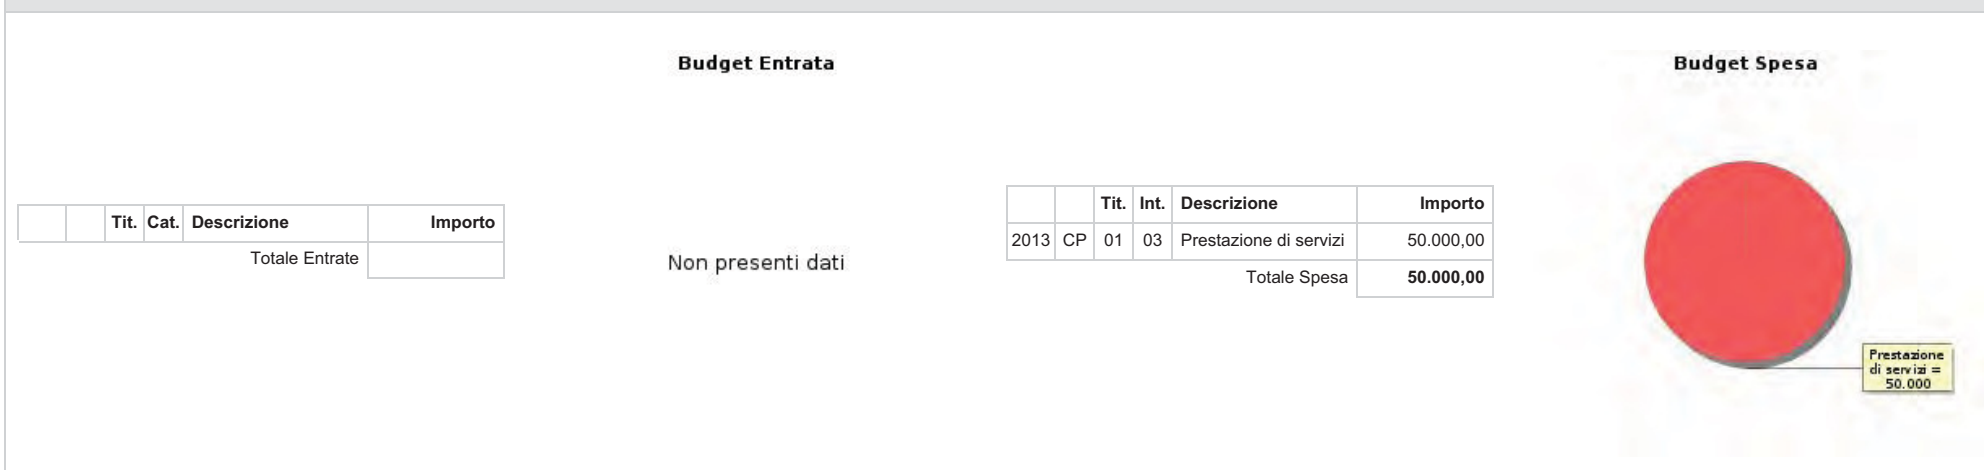 Budget Entrata
Budget Spesa
Tit. Cat. Descrizione Importo
Totale Entrate
Non presenti dati
Tit. Int. Descrizione Importo
2013 CP 01 03 Prestazione di servizi 50.000,00
Totale Spesa 50.000,00
Prestazione
di servizi =
50.000